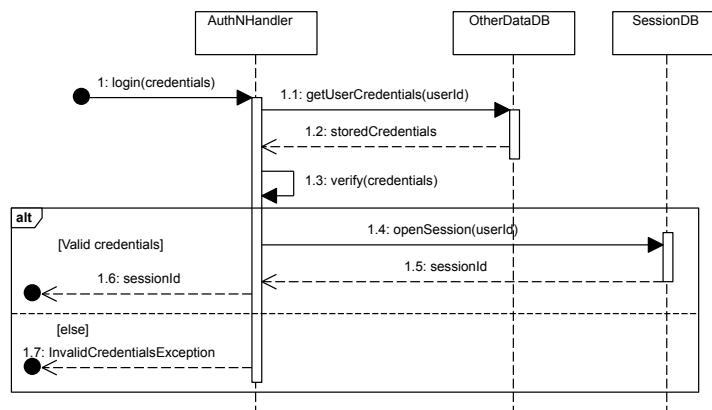 AuthNHandler
OtherDataDB
SessionDB
1: login(credentials)
1.1: getUserCredentials(userId)
1.2: storedCredentials
1.3: verify(credentials)
alt
[Valid credentials]
1.4: openSession(userId)
1.5: sessionId
1.6: sessionId
[else]
1.7: InvalidCredentialsException